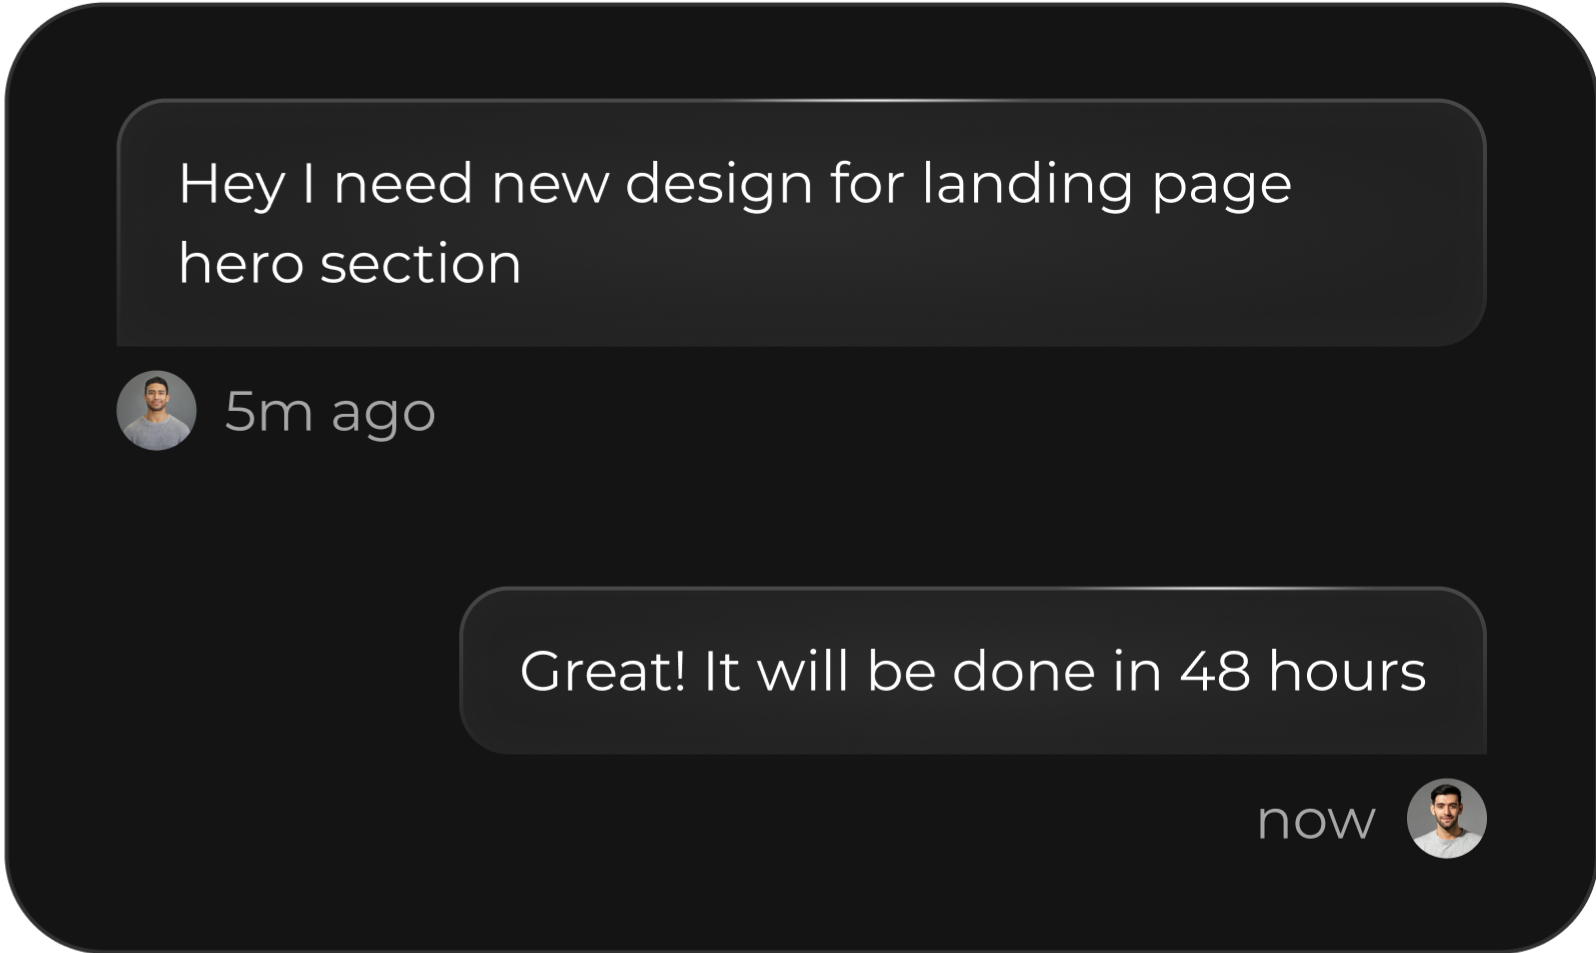 Hey I need new design for landing page
hero section
5m ago
Great! It will be done in 48 hours
now